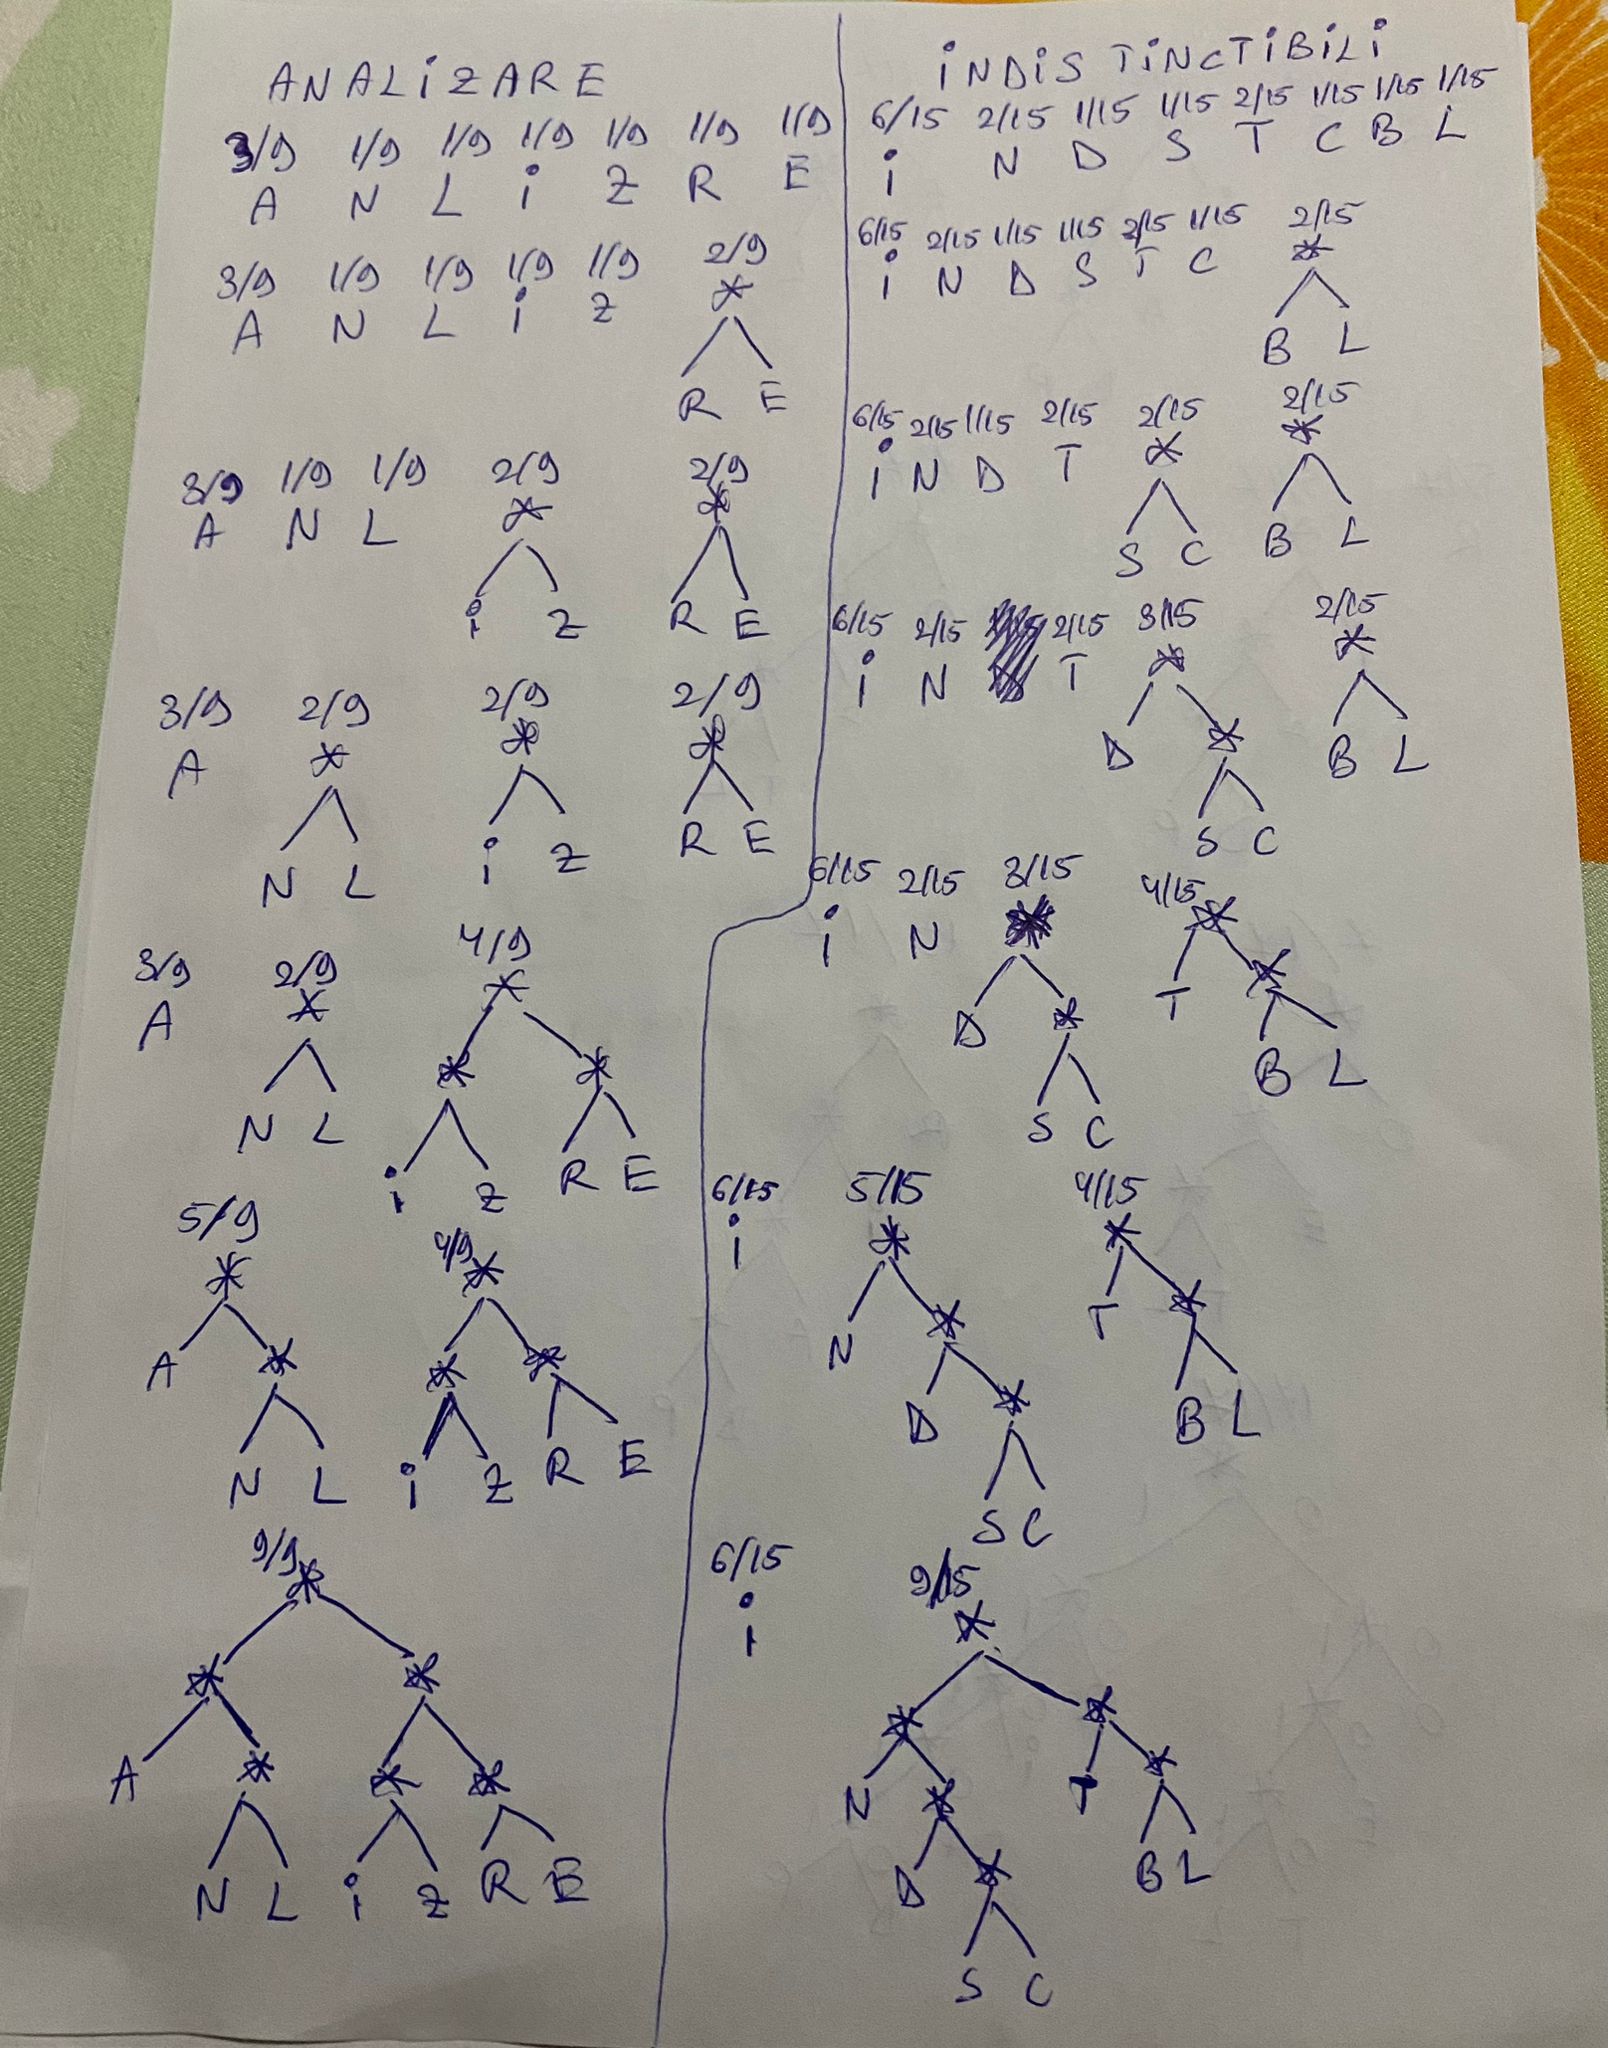 ANALiZARE
3/9 1/9 1/9 1/9 1/9 1/9 1/9
A N L i Z R E
3/9 1/9 1/9 1/9 1/9 2/9
A N L i Z *
R E
3/9 1/9 1/9 2/9 2/9
A N L * *
i Z R E
3/9 2/9 2/9 2/9
A * * *
N L i Z R E
3/9 2/9 4/9
A * *
* *
N L i Z R E
5/9 4/9
* *
A * * *
N L i Z R E
9/9
*
* *
A * * *
N L i Z R E
iNDiSTiNCTiBiLi
6/15 2/15 1/15 1/15 2/15 1/15 1/15 1/15
i N D S T C B L
6/15 2/15 1/15 1/15 2/15 1/15 2/15
i N D S T C *
B L
6/15 2/15 1/15 2/15 2/15 2/15
i N D T * *
S C B L
6/15 2/15 2/15 3/15 2/15
i N T * *
D * B L
S C
6/15 2/15 3/15 4/15
i N * *
D * T *
S C B L
6/15 5/15 4/15
i * *
N * T *
D * B L
S C
6/15 9/15
i *
* *
N * T *
D * B L
S C